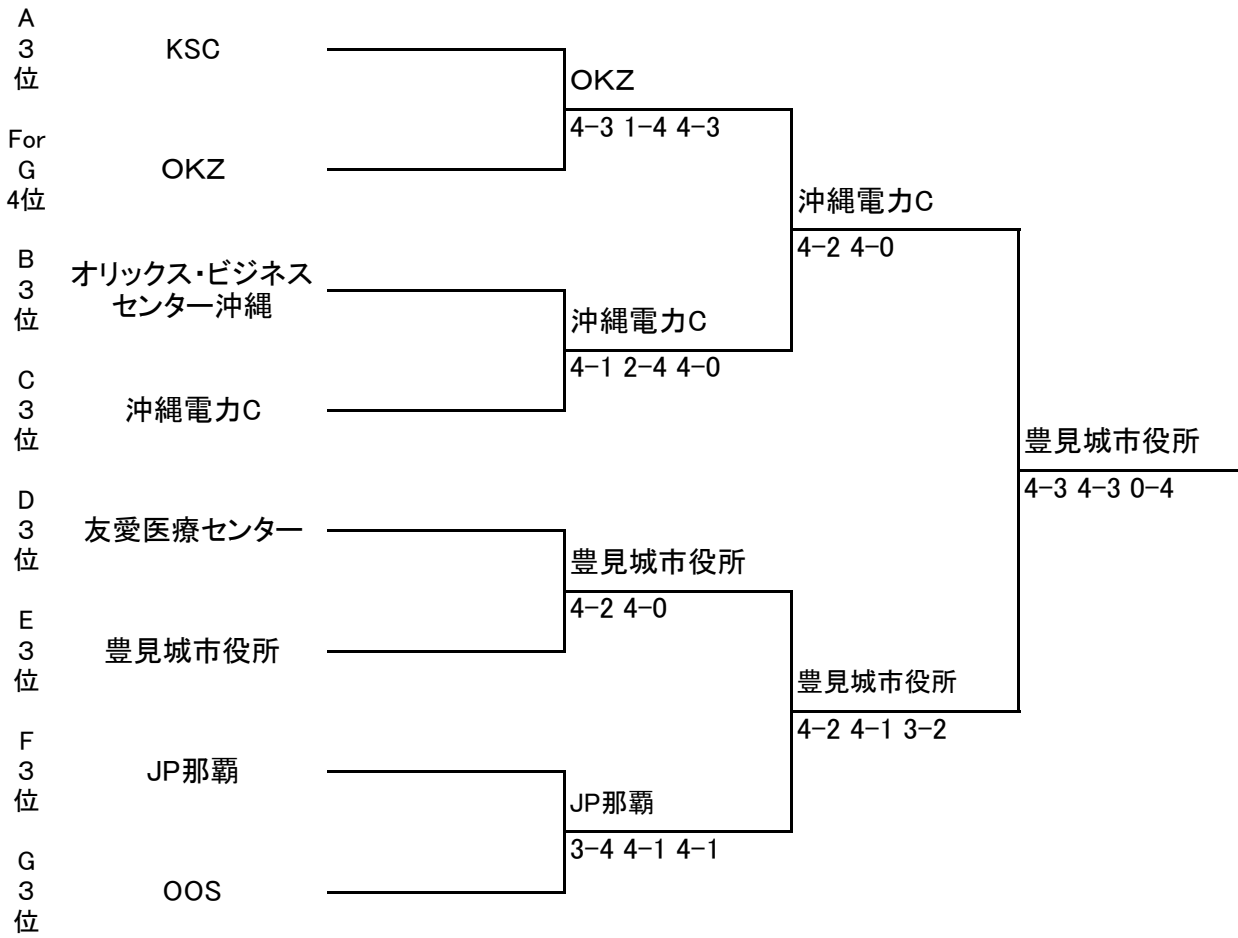 A
3
位
KSC
OKZ
4-3 1-4 4-3
For
G
4位
OKZ
沖縄電力C
4-2 4-0
B
3
位
オリックス・ビジネス
センター沖縄
沖縄電力C
4-1 2-4 4-0
C
3
位
沖縄電力C
豊見城市役所
4-3 4-3 0-4
D
3
位
友愛医療センター
豊見城市役所
4-2 4-0
E
3
位
豊見城市役所
豊見城市役所
4-2 4-1 3-2
F
3
位
JP那覇
JP那覇
3-4 4-1 4-1
G
3
位
OOS